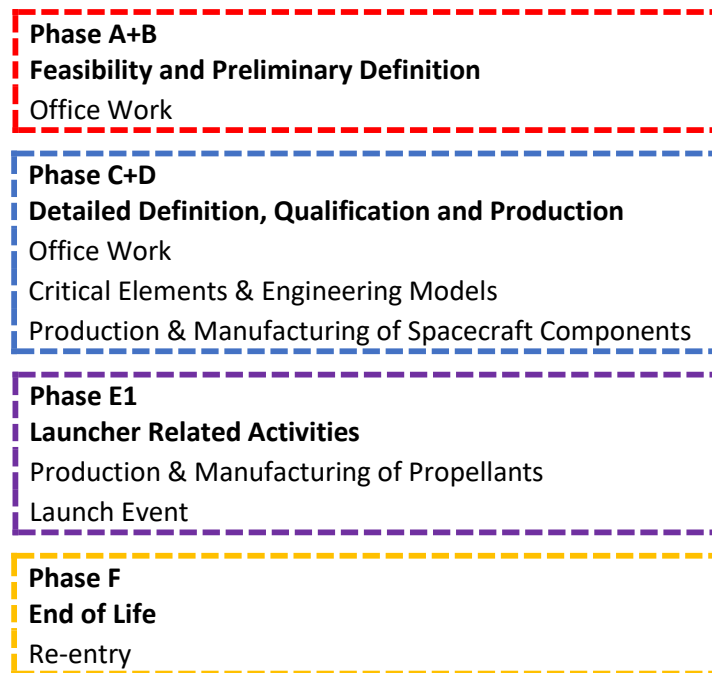 Phase A+B
Feasibility and Preliminary Definition
Office Work
Phase C+D
Detailed Definition, Qualification and Production
Office Work
Critical Elements & Engineering Models
Production & Manufacturing of Spacecraft Components
Phase E1
Launcher Related Activities
Production & Manufacturing of Propellants
Launch Event
Phase F
End of Life
Re-entry